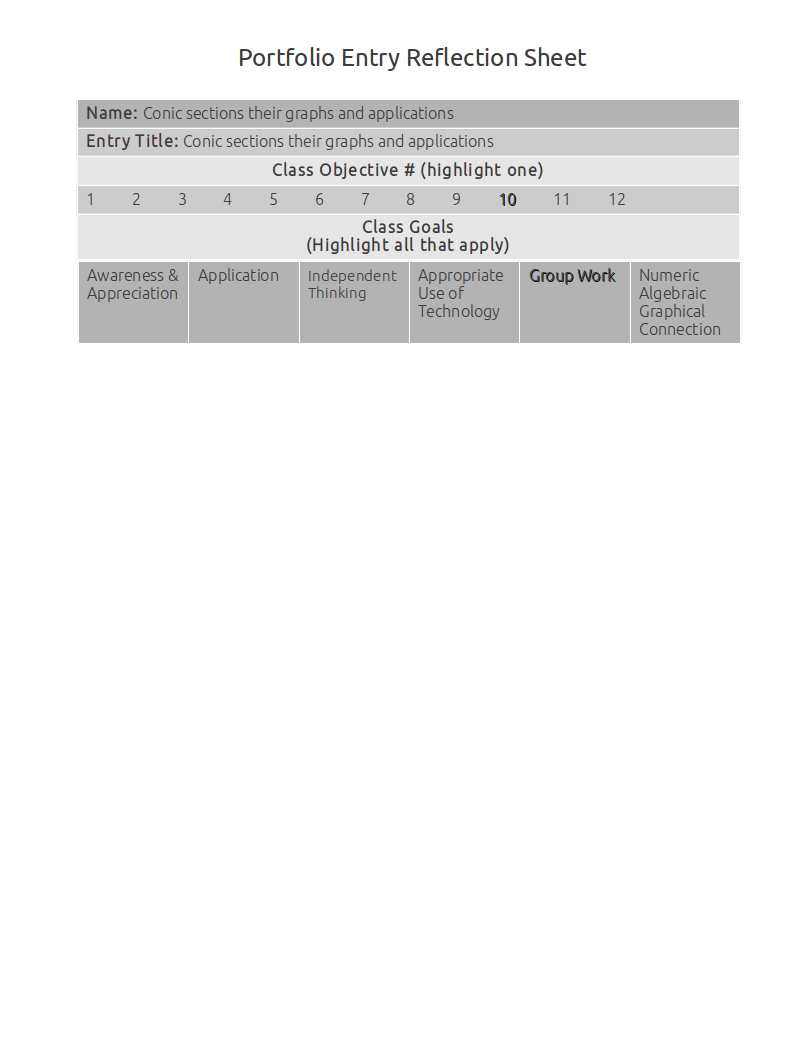 Portfolio Entry Reflection Sheet
Name: Conic sections their graphs and applications
Entry Title: Conic sections their graphs and applications
Class Objective # (highlight one)
1 2 3 4 5 6 7 8 9 10 11 12
Class Goals
(Highlight all that apply)
Awareness &
Appreciation
Application
Independent
Thinking
Appropriate
Use of
Technology
Group Work
Numeric
Algebraic
Graphical
Connection